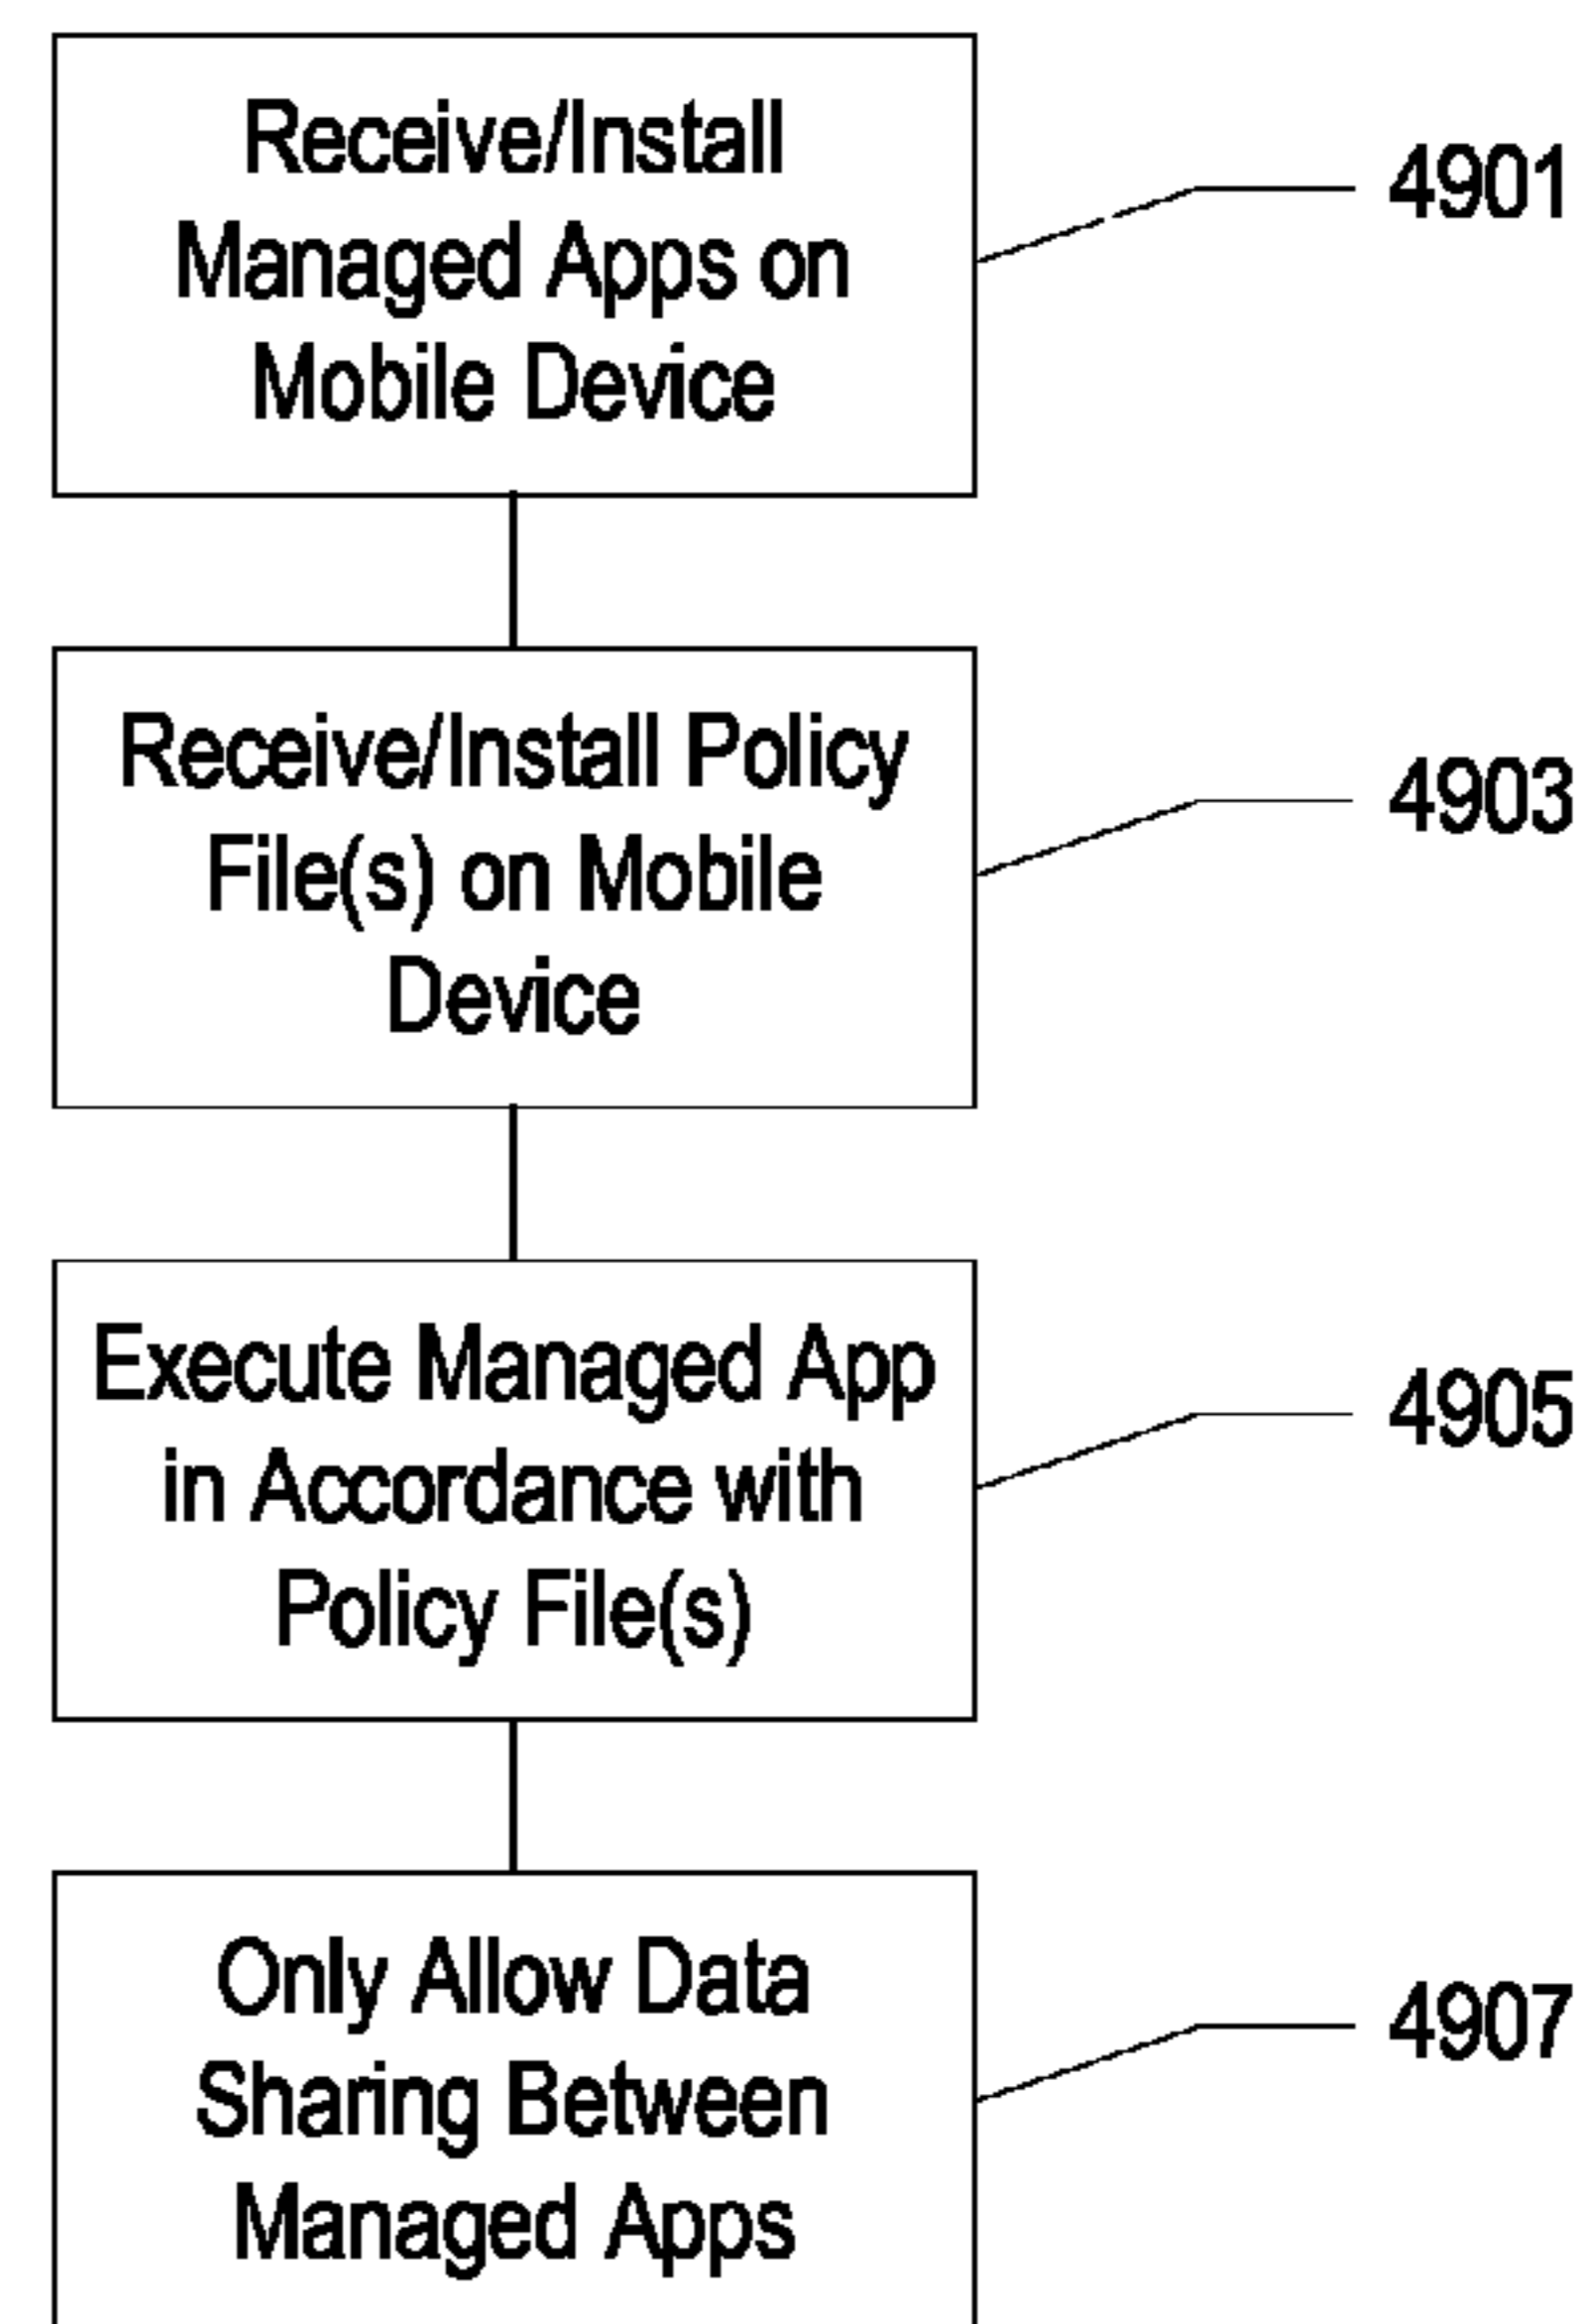 Receive/Install
Managed Apps on
Mobile Device
4901
Receive/Install Policy
File(s) on Mobile
Device
4903
Execute Managed App
in Accordance with
Policy File(s)
4905
Only Allow Data
Sharing Between
Managed Apps
4907